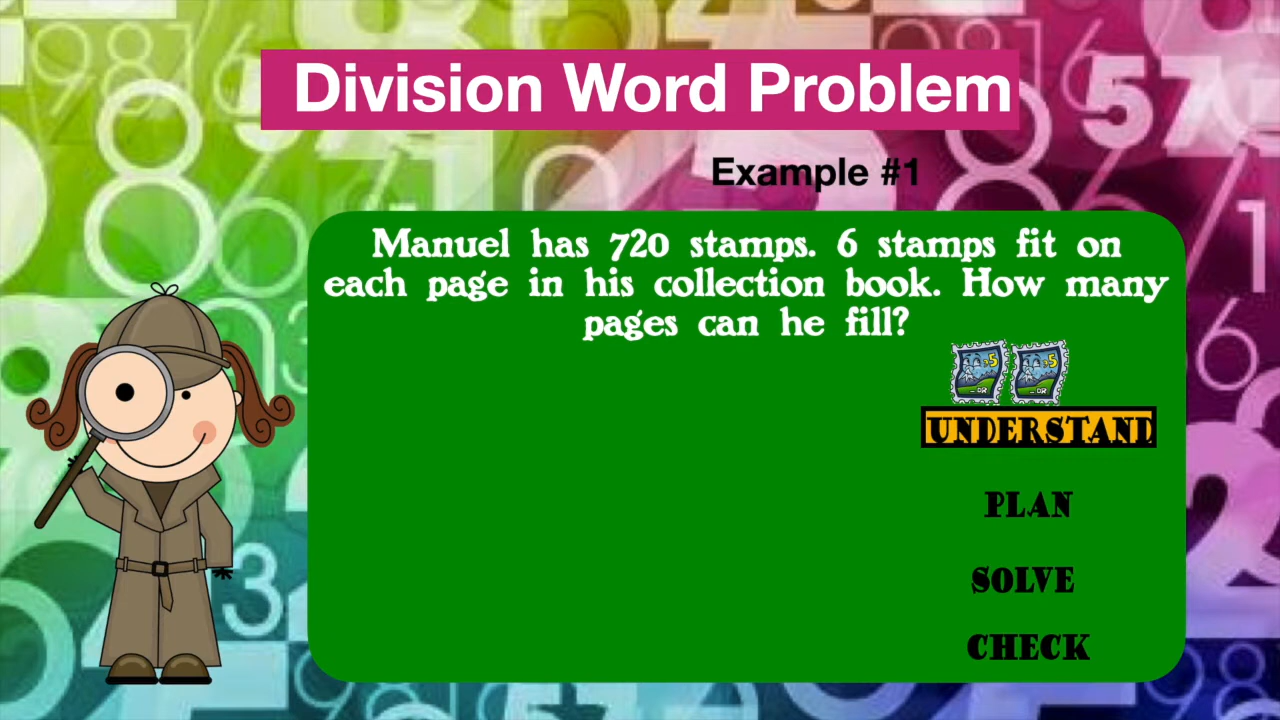 Division Word Problem
Example #1
Manuel has 720 stamps. 6 stamps fit on
each page in his collection book. How many
pages can he fill?
UNDERSTAND
PLAN
SOLVE
CHECK